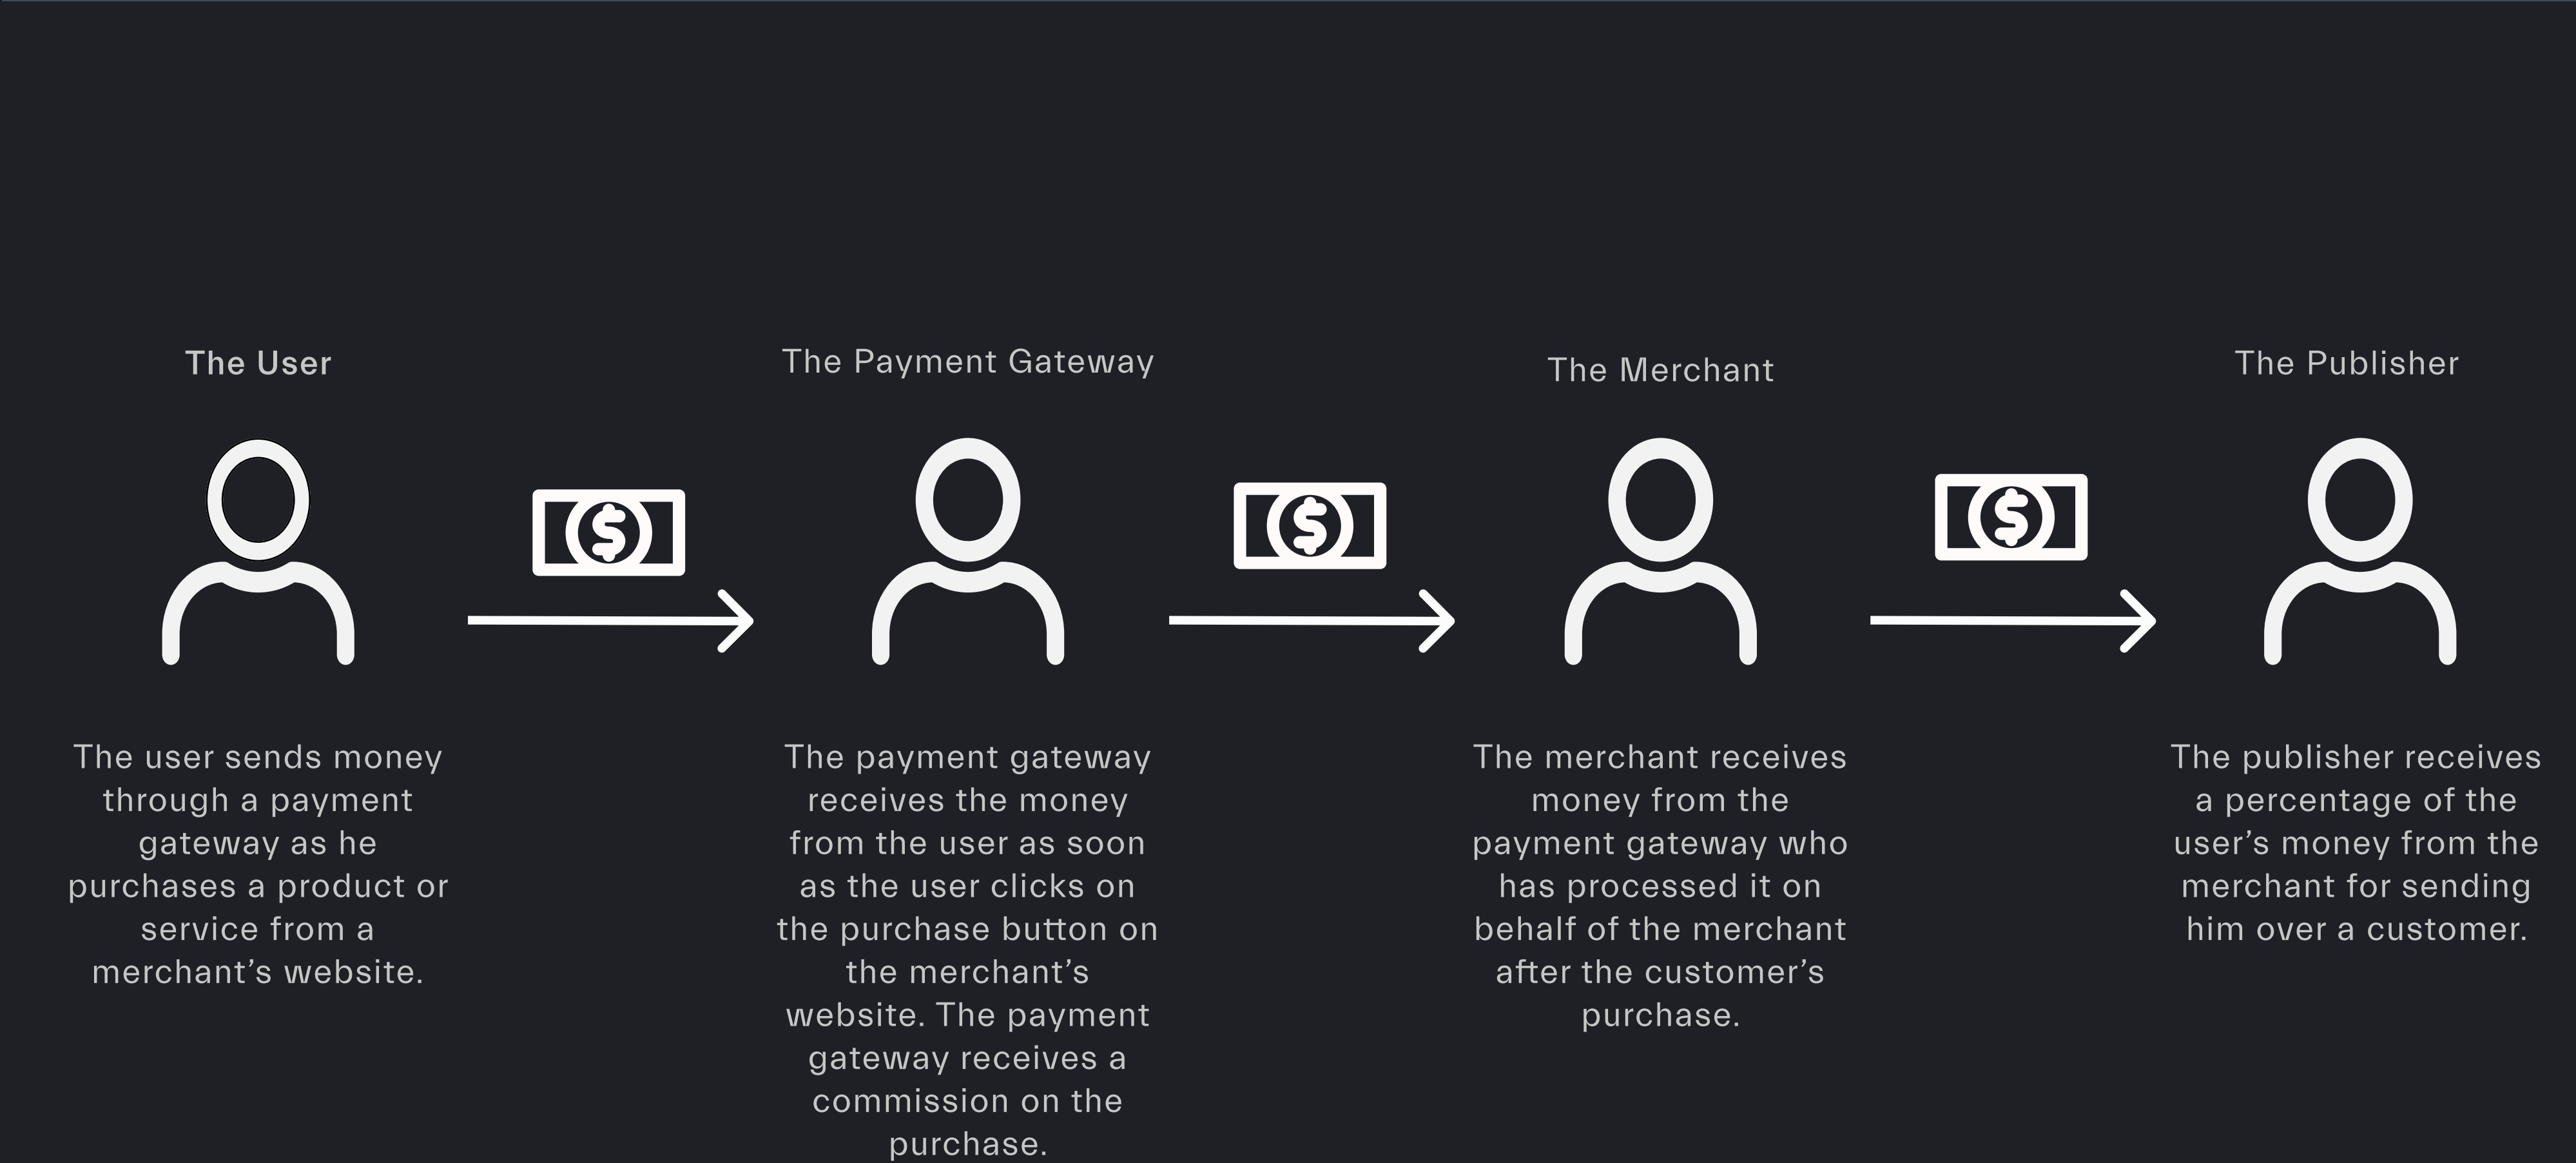 The User
The Payment Gateway
The Merchant
The Publisher
$
$
$
The user sends money
through a payment
gateway as he
purchases a product or
service from a
merchant’s website.
The payment gateway
receives the money
from the user as soon
as the user clicks on
the purchase button on
the merchant’s
website. The payment
gateway receives a
commission on the
purchase.
The merchant receives
money from the
payment gateway who
has processed it on
behalf of the merchant
after the customer’s
purchase.
The publisher receives
a percentage of the
user’s money from the
merchant for sending
him over a customer.